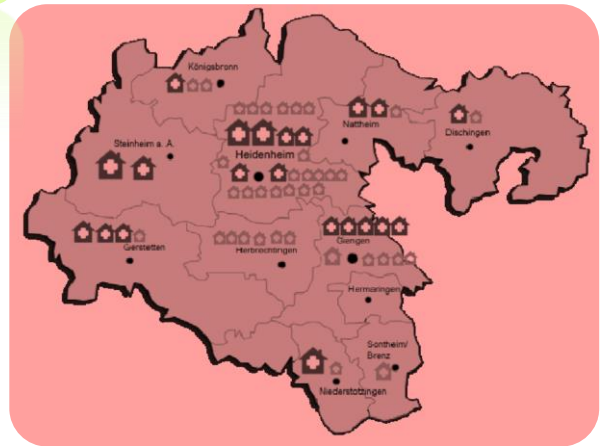 Königsbronn
Nattheim
Dischingen
Steinheim a. A.
Heidenheim
Giengen
Gerstetten
Herbrechtingen
Hermaringen
Sontheim/
Brenz
Niederstotzingen